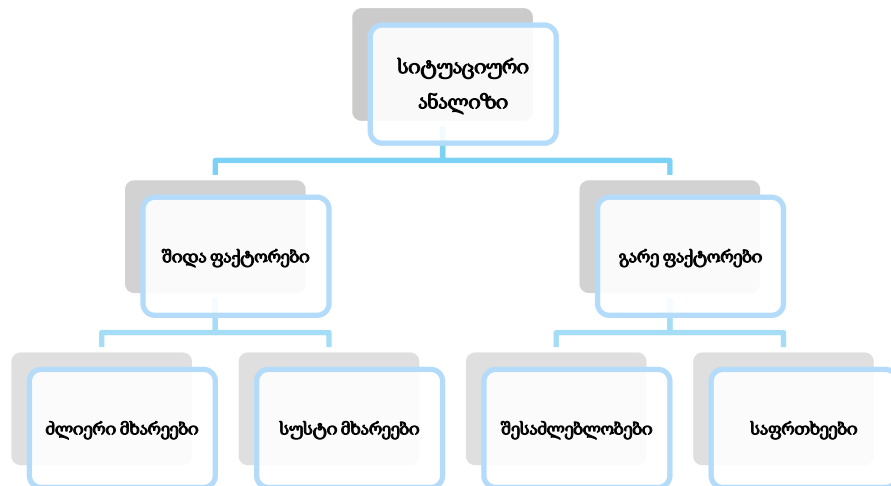 სიტუაციური
ანალიზი
შიდა ფაქტორები
გარე ფაქტორები
ძლიერი მხარეები
სუსტი მხარეები
შესაძლებლობები
საფრთხეები